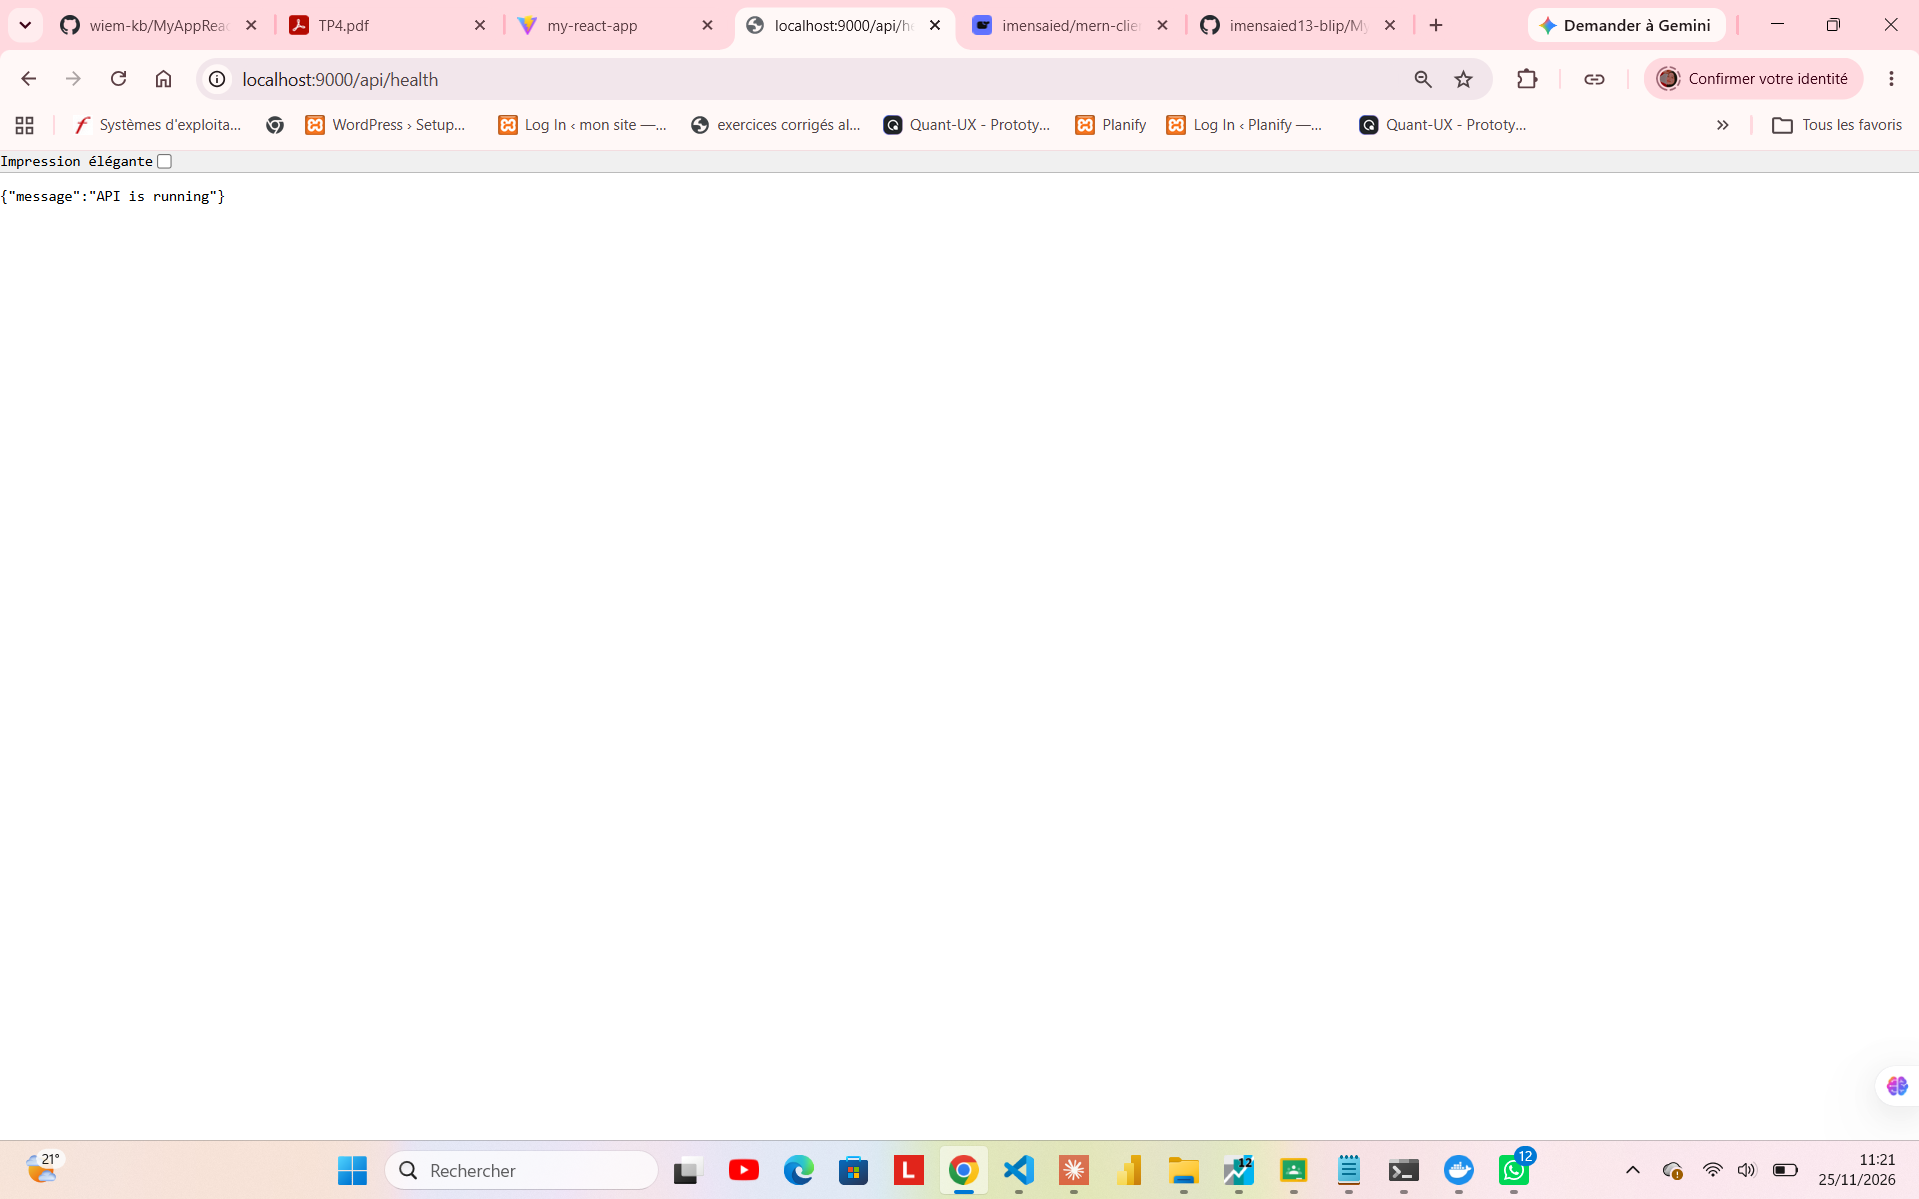 wiem-kb/MyAppReac
TP4.pdf
my-react-app
localhost:9000/api/he
imensaied/mern-clien
imensaied13-blip/My
Demander à Gemini
localhost:9000/api/health
Confirmer votre identité
Systèmes d'exploita...
WordPress › Setup...
Log In ‹ mon site —...
exercices corrigés al...
Quant-UX - Prototy...
Planify
Log In ‹ Planify —...
Quant-UX - Prototy...
Tous les favoris
Impression élégante
{"message":"API is running"}
21°
Rechercher
L
12
12
11:21
25/11/2026